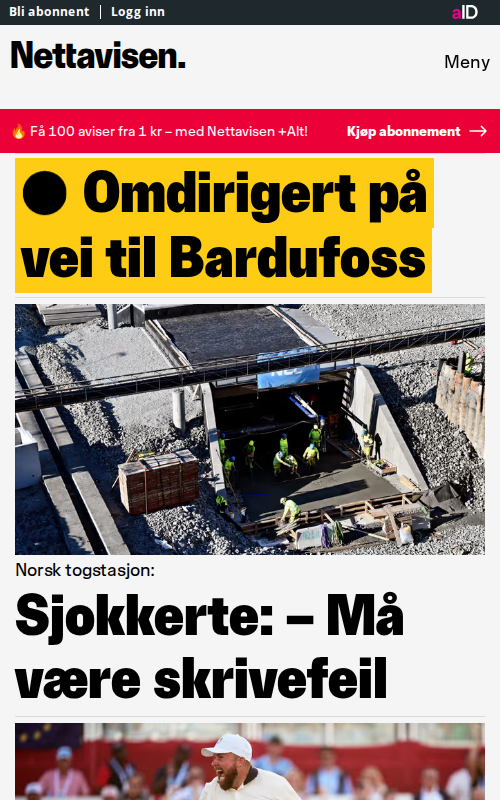 Bli abonnent
Logg inn
aID
Nettavisen.
Meny
🔥 Få 100 aviser fra 1 kr – med Nettavisen +Alt!
Kjøp abonnement →
● Omdirigert på
vei til Bardufoss
Norsk togstasjon:
Sjokkerte: – Må
være skrivefeil